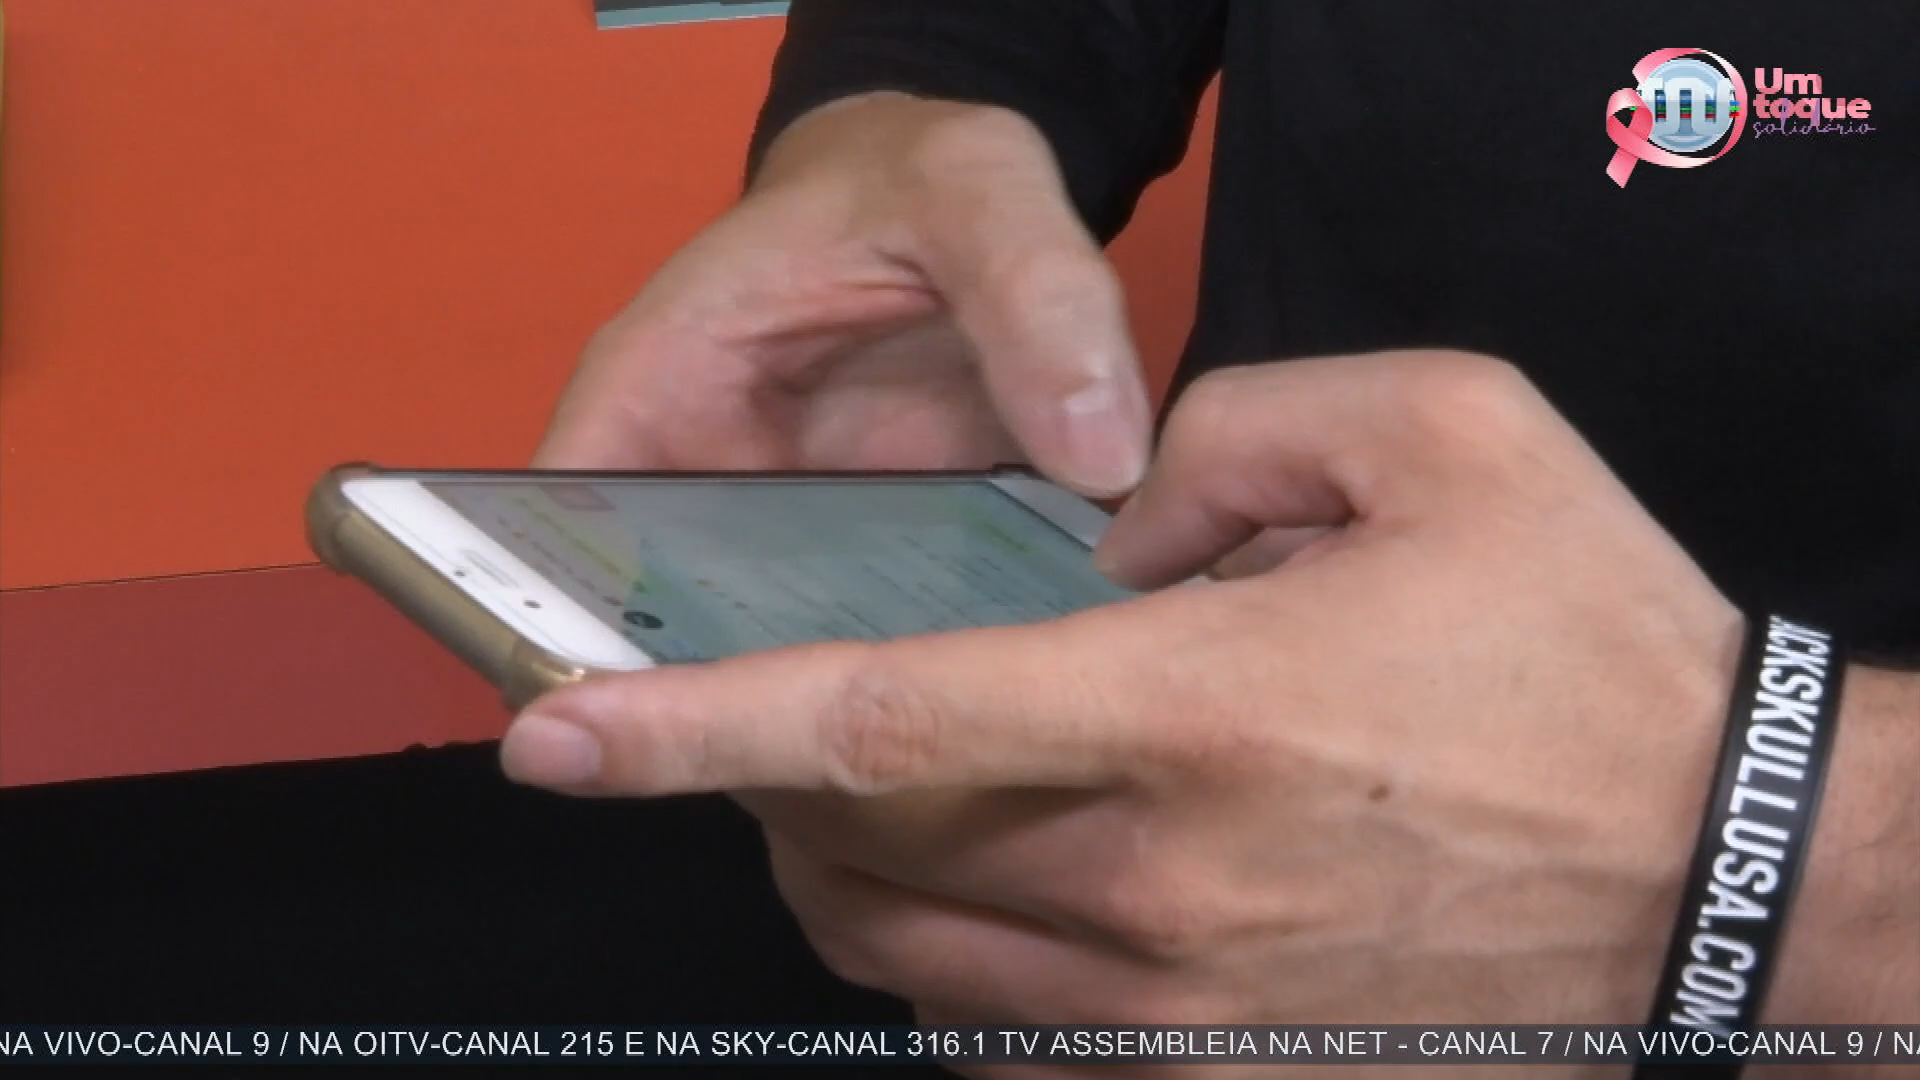 Um
toque
solidário
JCKSKULLUSA.COM
NA VIVO-CANAL 9 / NA OITV-CANAL 215 E NA SKY-CANAL 316.1 TV ASSEMBLEIA NA NET - CANAL 7 / NA VIVO-CANAL 9 / NA